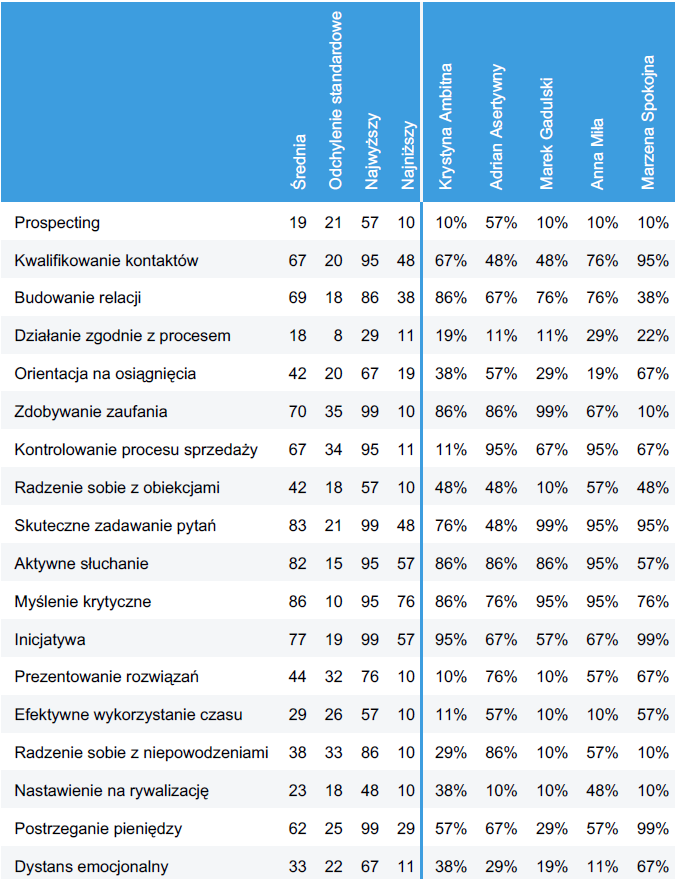 Średnia Odchylenie standardowe Najwyższy Najniższy Krystyna Ambitna Adrian Asertywny Marek Gadulski Anna Miła Marzena Spokojna
Prospecting 19 21 57 10 10% 57% 10% 10% 10%
Kwalifikowanie kontaktów 67 20 95 48 67% 48% 48% 76% 95%
Budowanie relacji 69 18 86 38 86% 67% 76% 76% 38%
Działanie zgodnie z procesem 18 8 29 11 19% 11% 11% 29% 22%
Orientacja na osiągnięcia 42 20 67 19 38% 57% 29% 19% 67%
Zdobywanie zaufania 70 35 99 10 86% 86% 99% 67% 10%
Kontrolowanie procesu sprzedaży 67 34 95 11 11% 95% 67% 95% 67%
Radzenie sobie z obiekcjami 42 18 57 10 48% 48% 10% 57% 48%
Skuteczne zadawanie pytań 83 21 99 48 76% 48% 99% 95% 95%
Aktywne słuchanie 82 15 95 57 86% 86% 86% 95% 57%
Myślenie krytyczne 86 10 95 76 86% 76% 95% 95% 76%
Inicjatywa 77 19 99 57 95% 67% 57% 67% 99%
Prezentowanie rozwiązań 44 32 76 10 10% 76% 10% 57% 67%
Efektywne wykorzystanie czasu 29 26 57 10 11% 57% 10% 10% 57%
Radzenie sobie z niepowodzeniami 38 33 86 10 29% 86% 10% 57% 10%
Nastawienie na rywalizację 23 18 48 10 38% 10% 10% 48% 10%
Postrzeganie pieniędzy 62 25 99 29 57% 67% 29% 57% 99%
Dystans emocjonalny 33 22 67 11 38% 29% 19% 11% 67%